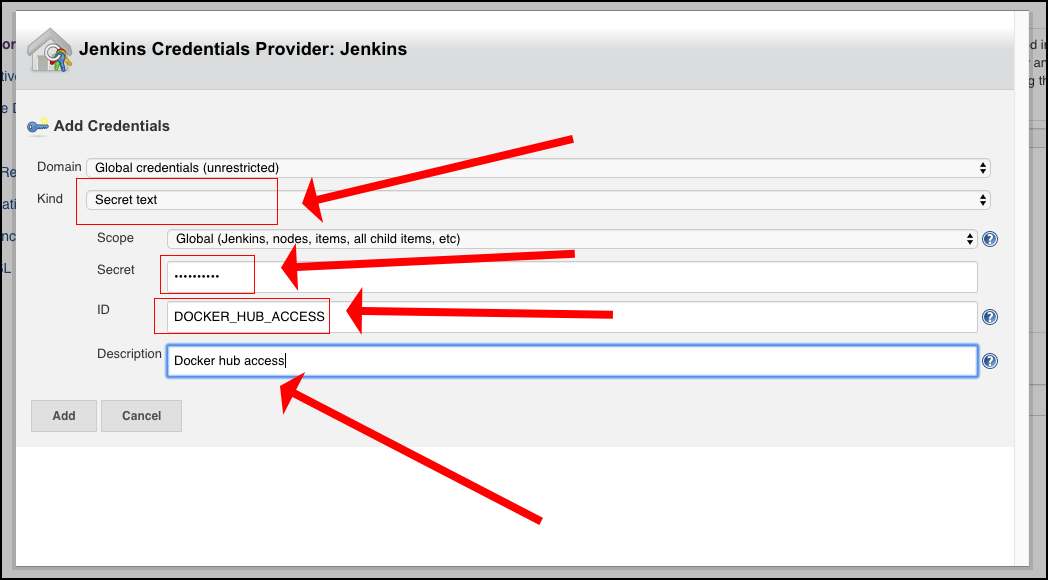 Jenkins Credentials Provider: Jenkins
Add Credentials
Domain Global credentials (unrestricted)
Kind Secret text
Scope Global (Jenkins, nodes, items, all child items, etc)
Secret ••••••••••
ID DOCKER_HUB_ACCESS
Description Docker hub access
Add Cancel